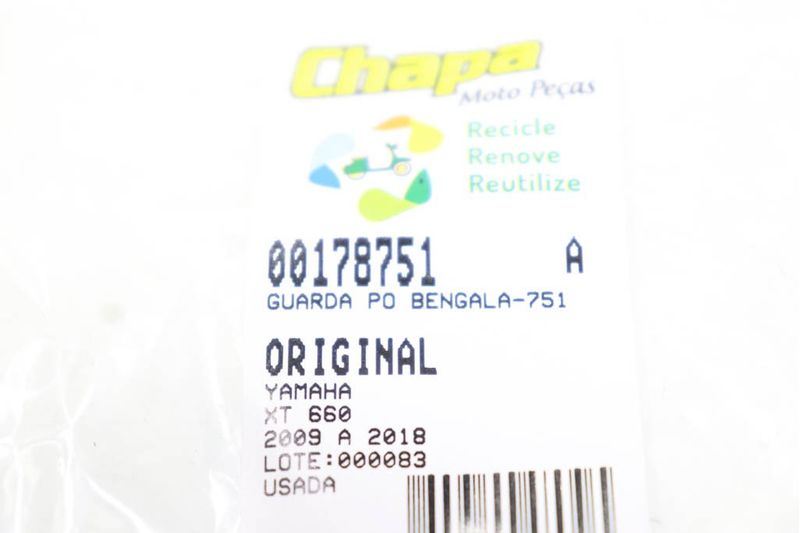 Chapa
Moto Peças
Recicle
Renove
Reutilize
00178751 A
GUARDA PO BENGALA-751
ORIGINAL
YAMAHA
XT 660
2009 A 2018
LOTE:000083
USADA